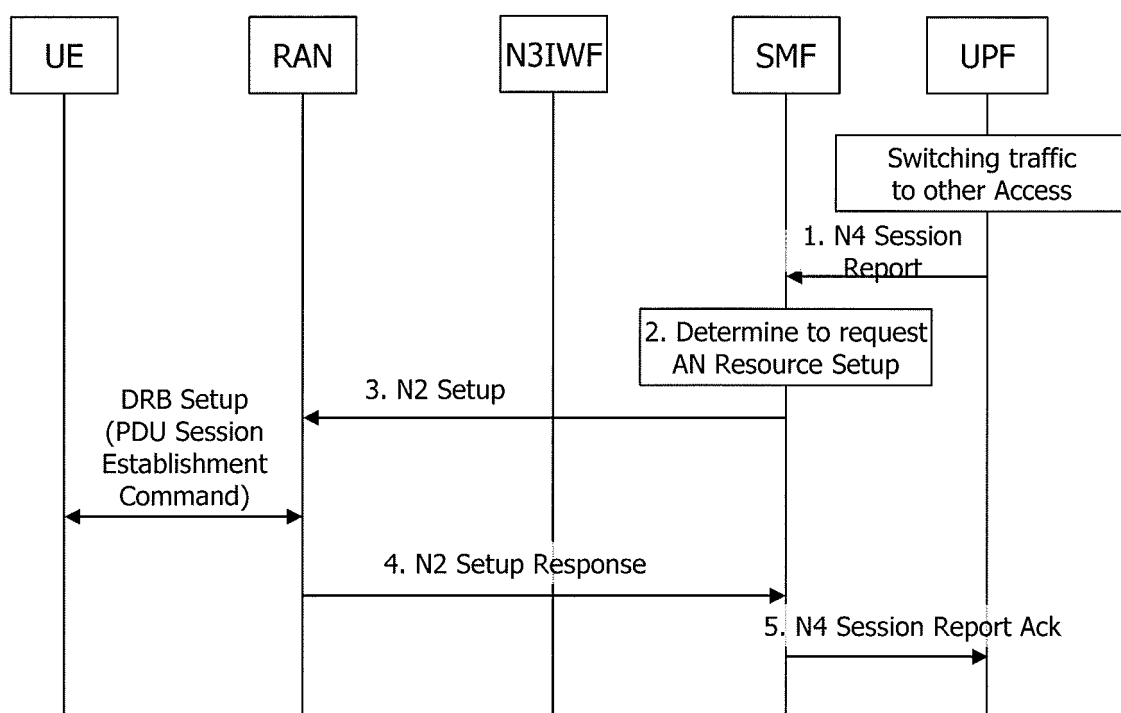 UE
RAN
N3IWF
SMF
UPF
Switching traffic
to other Access
1. N4 Session
Report
2. Determine to request
AN Resource Setup
3. N2 Setup
DRB Setup
(PDU Session
Establishment
Command)
4. N2 Setup Response
5. N4 Session Report Ack